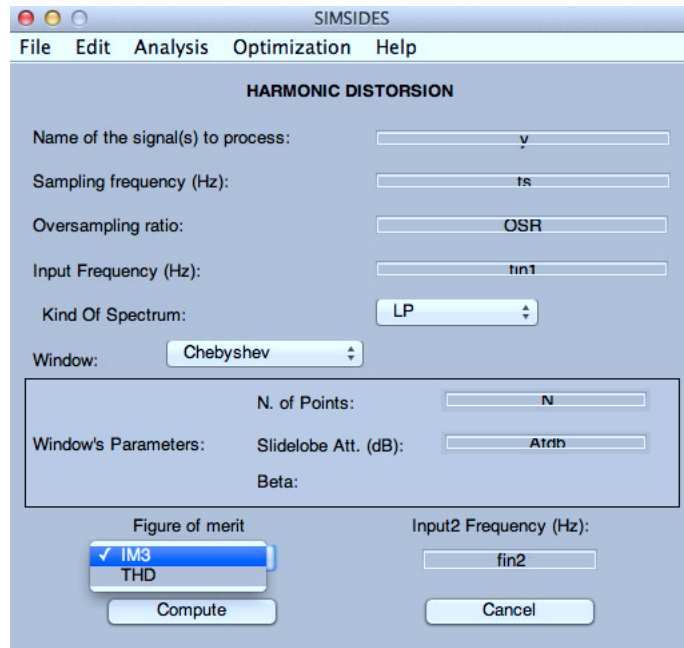 SIMSIDES
File Edit Analysis Optimization Help
HARMONIC DISTORSION
Name of the signal(s) to process: y
Sampling frequency (Hz): fs
Oversampling ratio: OSR
Input Frequency (Hz): fin1
Kind Of Spectrum: LP
Window: Chebyshev
N. of Points: N
Window's Parameters: Slidelobe Att. (dB): Atdb
Beta:
Figure of merit Input2 Frequency (Hz):
✓ IM3 fin2
THD
Compute Cancel